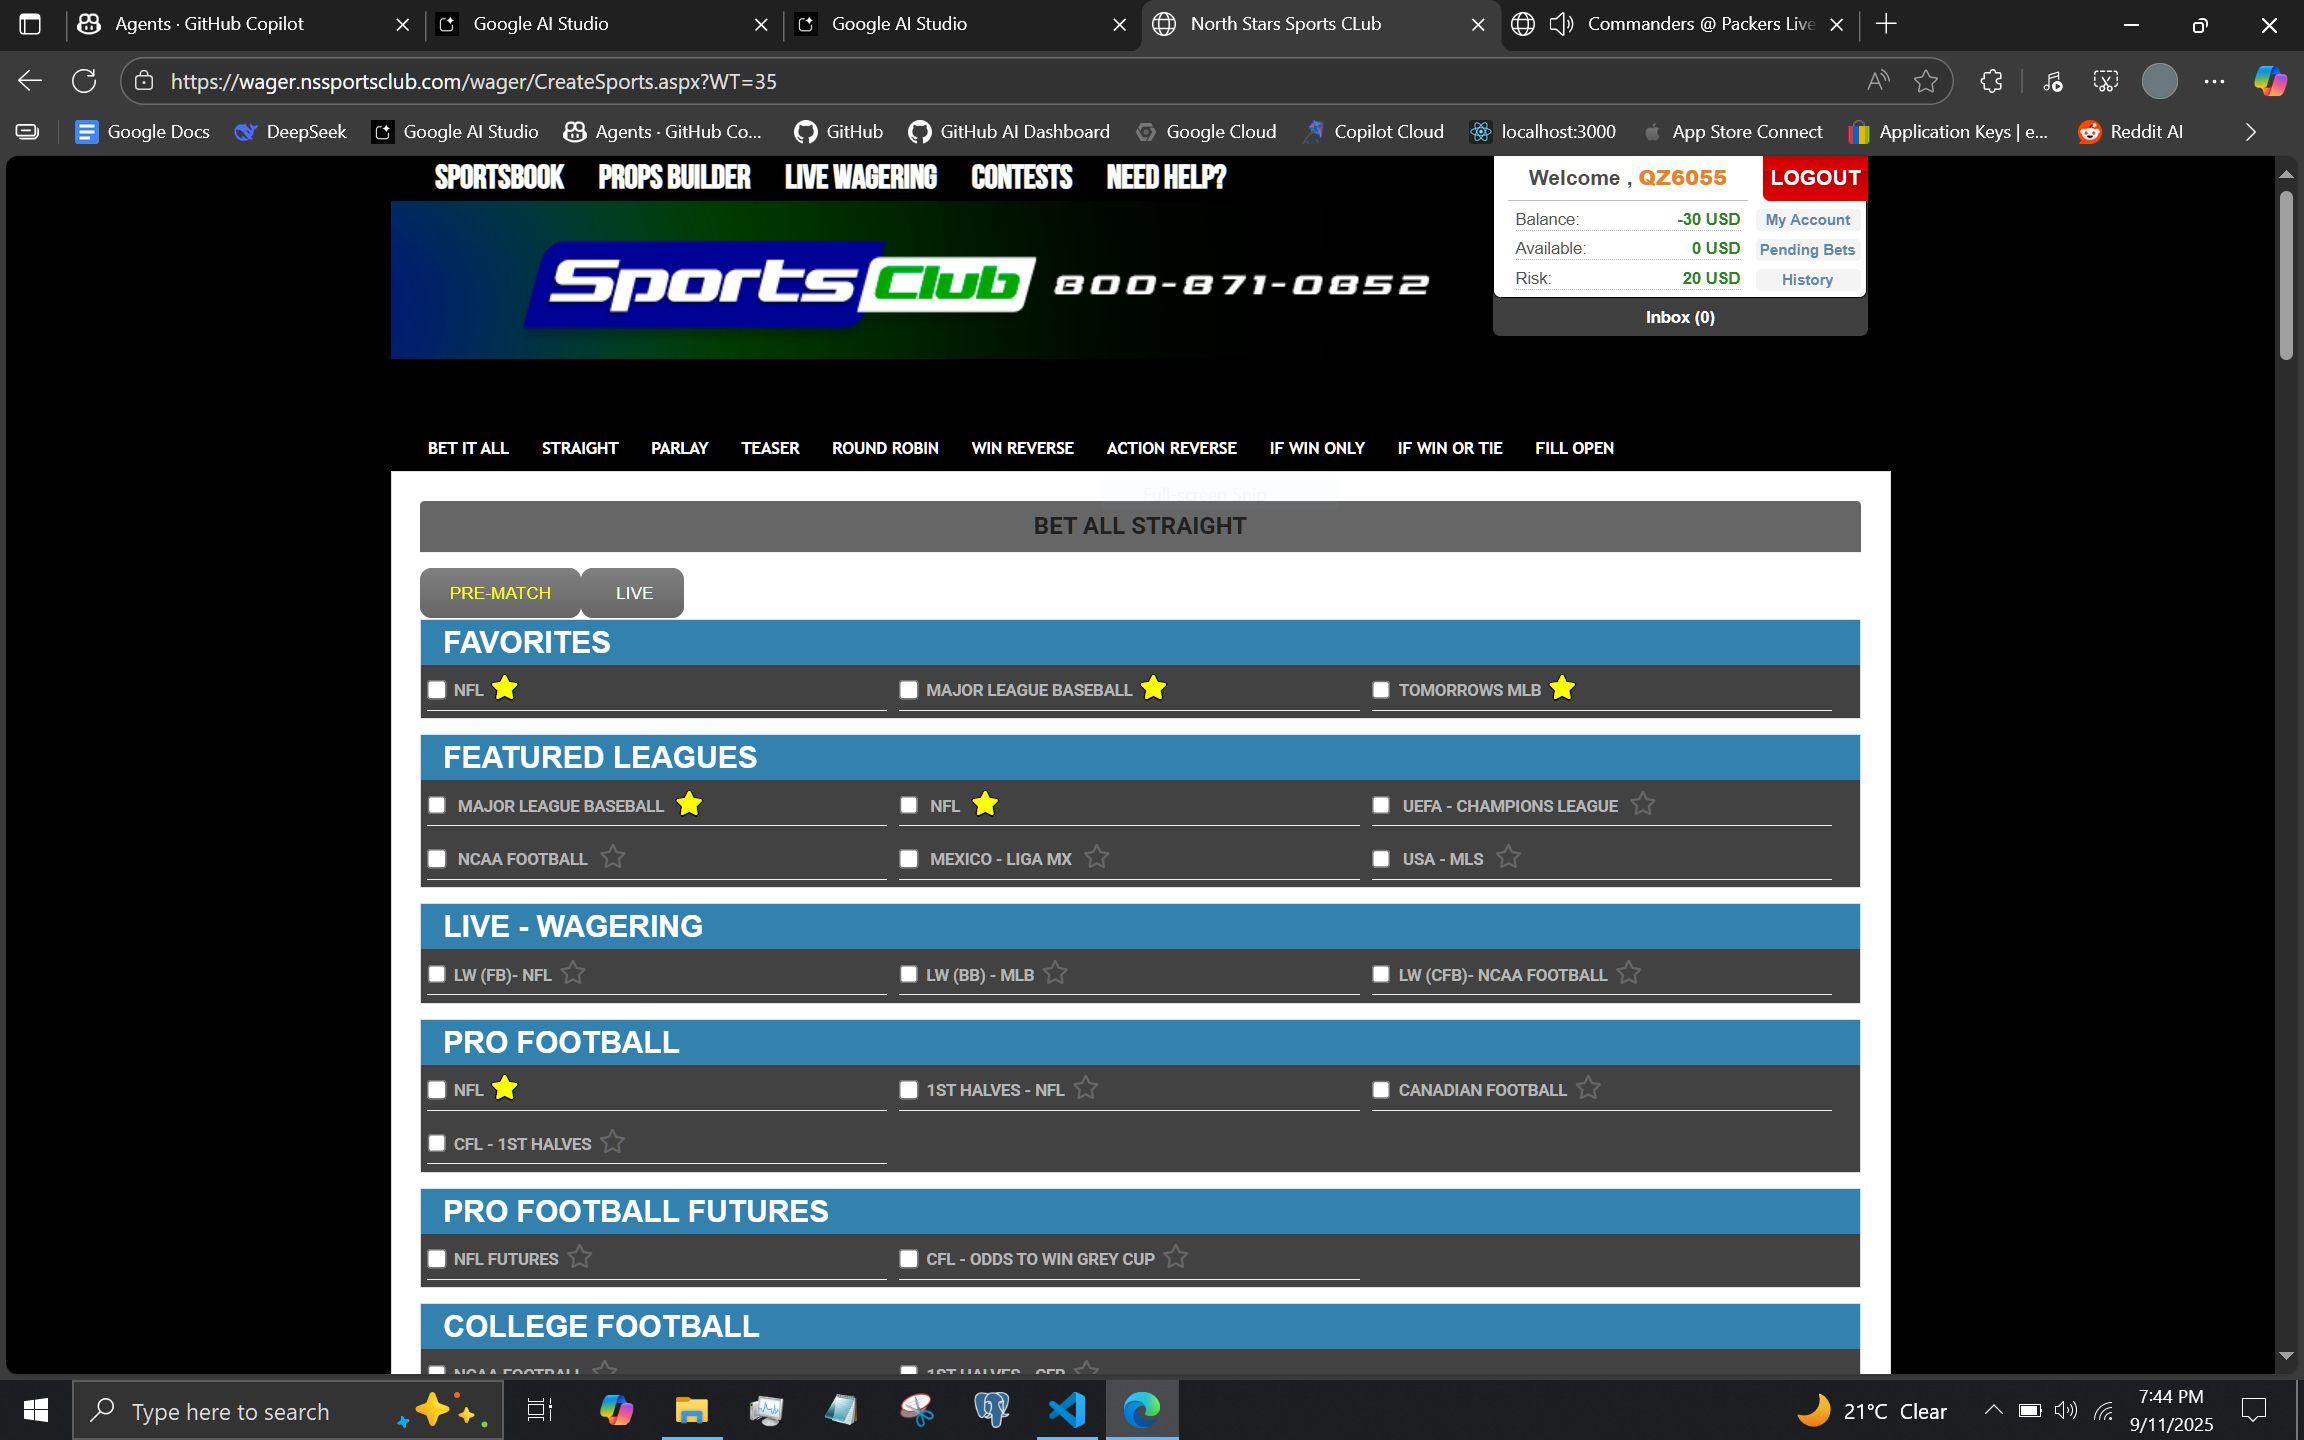 Agents · GitHub Copilot
Google AI Studio
Google AI Studio
North Stars Sports CLub
Commanders @ Packers Live
https://wager.nssportsclub.com/wager/CreateSports.aspx?WT=35
Google Docs
DeepSeek
Google AI Studio
Agents · GitHub Co...
GitHub
GitHub AI Dashboard
Google Cloud
Copilot Cloud
localhost:3000
App Store Connect
Application Keys | e...
Reddit AI
SPORTSBOOK PROPS BUILDER LIVE WAGERING CONTESTS NEED HELP?
Welcome , QZ6055 LOGOUT
Balance: -30 USD My Account
Available: 0 USD Pending Bets
Risk: 20 USD History
Inbox (0)
Sports Club 800-871-0852
BET IT ALL STRAIGHT PARLAY TEASER ROUND ROBIN WIN REVERSE ACTION REVERSE IF WIN ONLY IF WIN OR TIE FILL OPEN
Full-screen Snip
BET ALL STRAIGHT
PRE-MATCH LIVE
FAVORITES
NFL MAJOR LEAGUE BASEBALL TOMORROWS MLB
FEATURED LEAGUES
MAJOR LEAGUE BASEBALL NFL UEFA - CHAMPIONS LEAGUE
NCAA FOOTBALL MEXICO - LIGA MX USA - MLS
LIVE - WAGERING
LW (FB)- NFL LW (BB) - MLB LW (CFB)- NCAA FOOTBALL
PRO FOOTBALL
NFL 1ST HALVES - NFL CANADIAN FOOTBALL
CFL - 1ST HALVES
PRO FOOTBALL FUTURES
NFL FUTURES CFL - ODDS TO WIN GREY CUP
COLLEGE FOOTBALL
NCAA FOOTBALL 1ST HALVES - CFB
Type here to search
21°C Clear
7:44 PM
9/11/2025